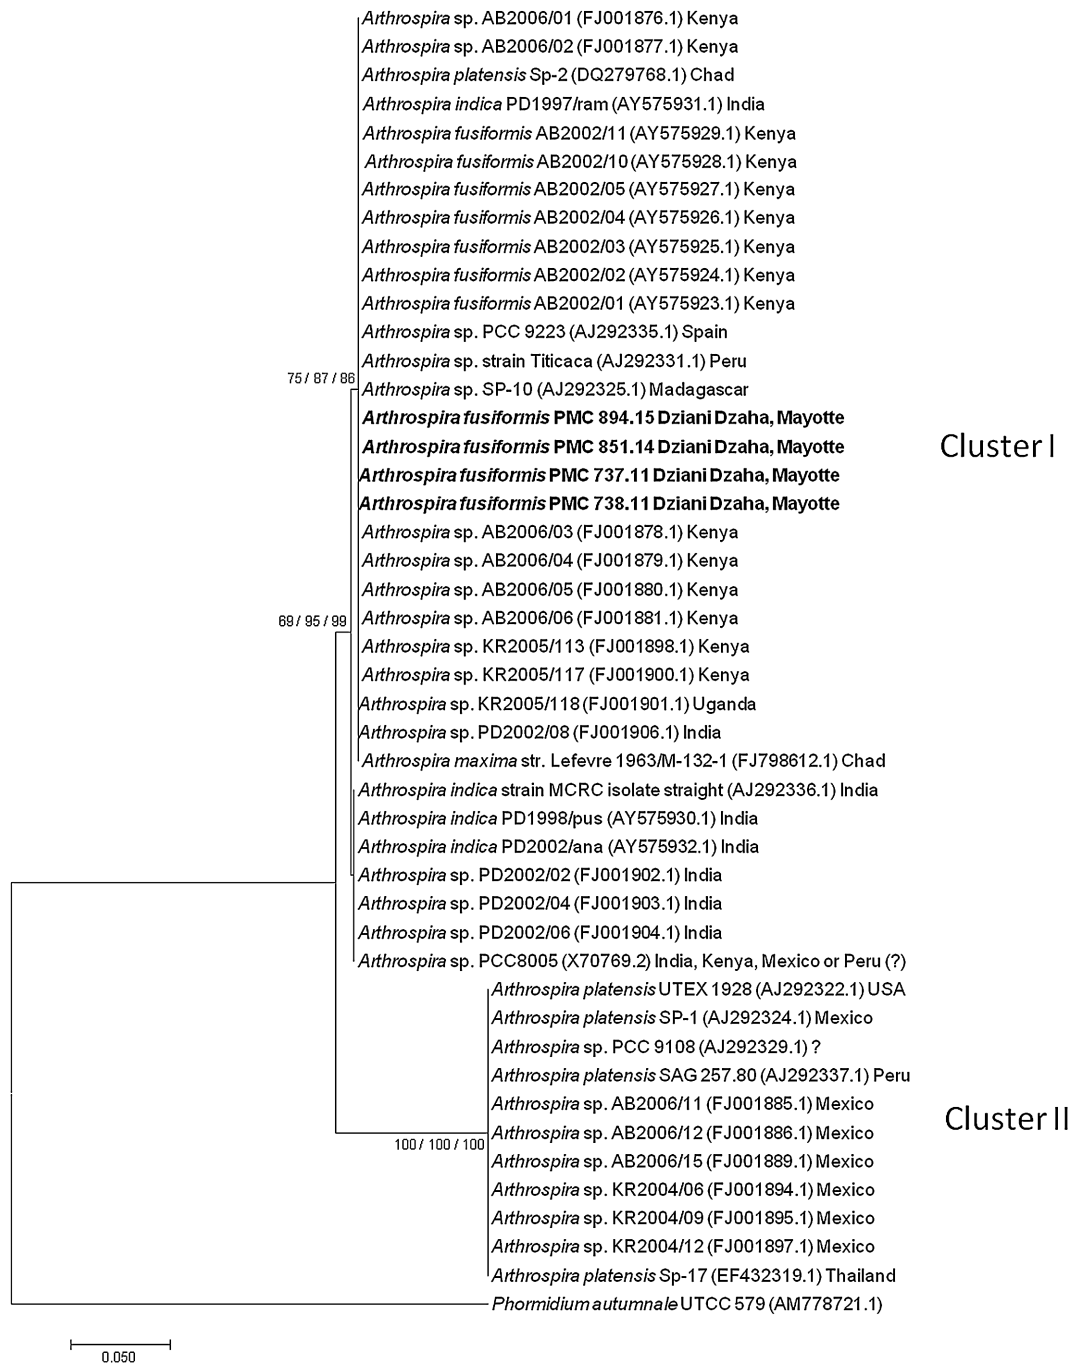 Arthrospira sp. AB2006/01 (FJ001876.1) Kenya
Arthrospira sp. AB2006/02 (FJ001877.1) Kenya
Arthrospira platensis Sp-2 (DQ279768.1) Chad
Arthrospira indica PD1997/ram (AY575931.1) India
Arthrospira fusiformis AB2002/11 (AY575929.1) Kenya
Arthrospira fusiformis AB2002/10 (AY575928.1) Kenya
Arthrospira fusiformis AB2002/05 (AY575927.1) Kenya
Arthrospira fusiformis AB2002/04 (AY575926.1) Kenya
Arthrospira fusiformis AB2002/03 (AY575925.1) Kenya
Arthrospira fusiformis AB2002/02 (AY575924.1) Kenya
Arthrospira fusiformis AB2002/01 (AY575923.1) Kenya
Arthrospira sp. PCC 9223 (AJ292335.1) Spain
Arthrospira sp. strain Titicaca (AJ292331.1) Peru
75 / 87 / 86
Arthrospira sp. SP-10 (AJ292325.1) Madagascar
Arthrospira fusiformis PMC 894.15 Dziani Dzaha, Mayotte
Arthrospira fusiformis PMC 851.14 Dziani Dzaha, Mayotte
Cluster I
Arthrospira fusiformis PMC 737.11 Dziani Dzaha, Mayotte
Arthrospira fusiformis PMC 738.11 Dziani Dzaha, Mayotte
Arthrospira sp. AB2006/03 (FJ001878.1) Kenya
Arthrospira sp. AB2006/04 (FJ001879.1) Kenya
Arthrospira sp. AB2006/05 (FJ001880.1) Kenya
Arthrospira sp. AB2006/06 (FJ001881.1) Kenya
69 / 95 / 99
Arthrospira sp. KR2005/113 (FJ001898.1) Kenya
Arthrospira sp. KR2005/117 (FJ001900.1) Kenya
Arthrospira sp. KR2005/118 (FJ001901.1) Uganda
Arthrospira sp. PD2002/08 (FJ001906.1) India
Arthrospira maxima str. Lefevre 1963/M-132-1 (FJ798612.1) Chad
Arthrospira indica strain MCRC isolate straight (AJ292336.1) India
Arthrospira indica PD1998/pus (AY575930.1) India
Arthrospira indica PD2002/ana (AY575932.1) India
Arthrospira sp. PD2002/02 (FJ001902.1) India
Arthrospira sp. PD2002/04 (FJ001903.1) India
Arthrospira sp. PD2002/06 (FJ001904.1) India
Arthrospira sp. PCC8005 (X70769.2) India, Kenya, Mexico or Peru (?)
Arthrospira platensis UTEX 1928 (AJ292322.1) USA
Arthrospira platensis SP-1 (AJ292324.1) Mexico
Arthrospira sp. PCC 9108 (AJ292329.1) ?
Arthrospira platensis SAG 257.80 (AJ292337.1) Peru
Arthrospira sp. AB2006/11 (FJ001885.1) Mexico
Cluster II
Arthrospira sp. AB2006/12 (FJ001886.1) Mexico
100 / 100 / 100
Arthrospira sp. AB2006/15 (FJ001889.1) Mexico
Arthrospira sp. KR2004/06 (FJ001894.1) Mexico
Arthrospira sp. KR2004/09 (FJ001895.1) Mexico
Arthrospira sp. KR2004/12 (FJ001897.1) Mexico
Arthrospira platensis Sp-17 (EF432319.1) Thailand
Phormidium autumnale UTCC 579 (AM778721.1)
0.050